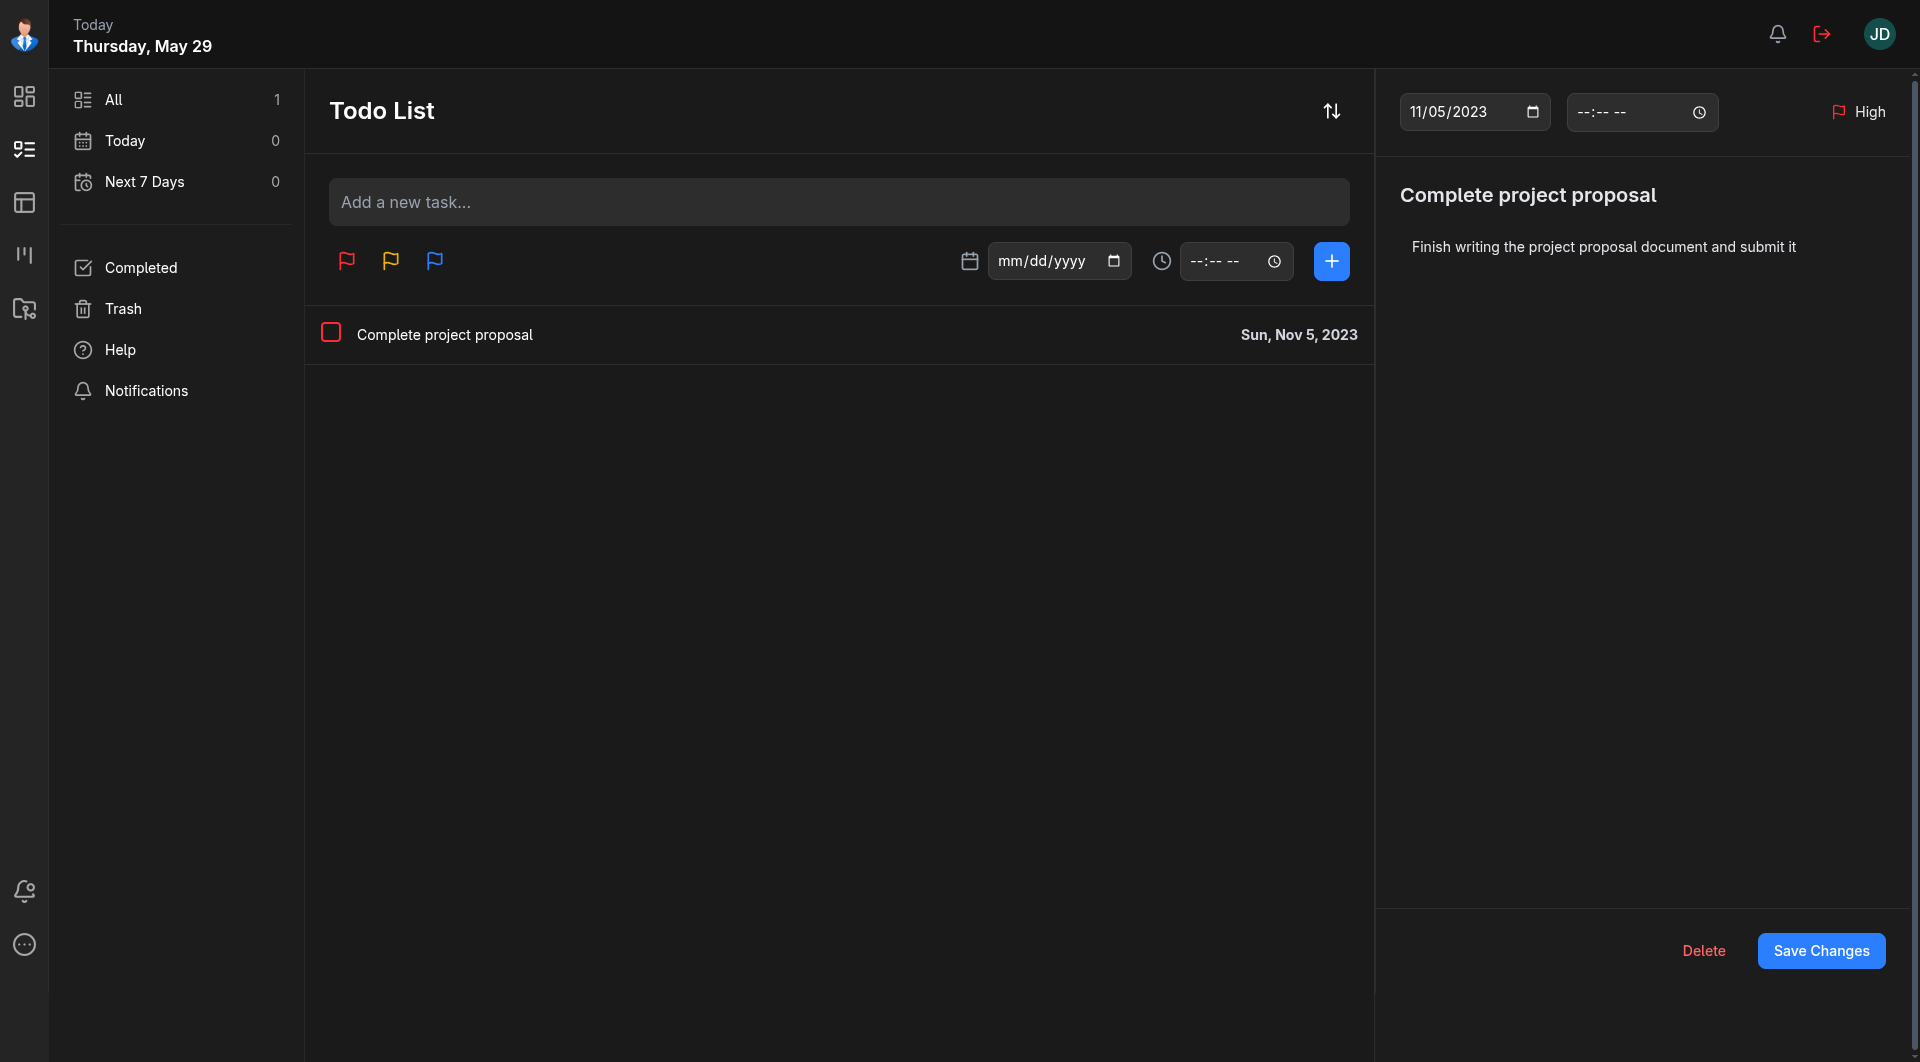 Today
Thursday, May 29
JD
All 1
Today 0
Next 7 Days 0
Completed
Trash
Help
Notifications
Todo List
Add a new task...
mm/dd/yyyy --:-- --
Complete project proposal Sun, Nov 5, 2023
11/05/2023 --:-- -- High
Complete project proposal
Finish writing the project proposal document and submit it
Delete Save Changes